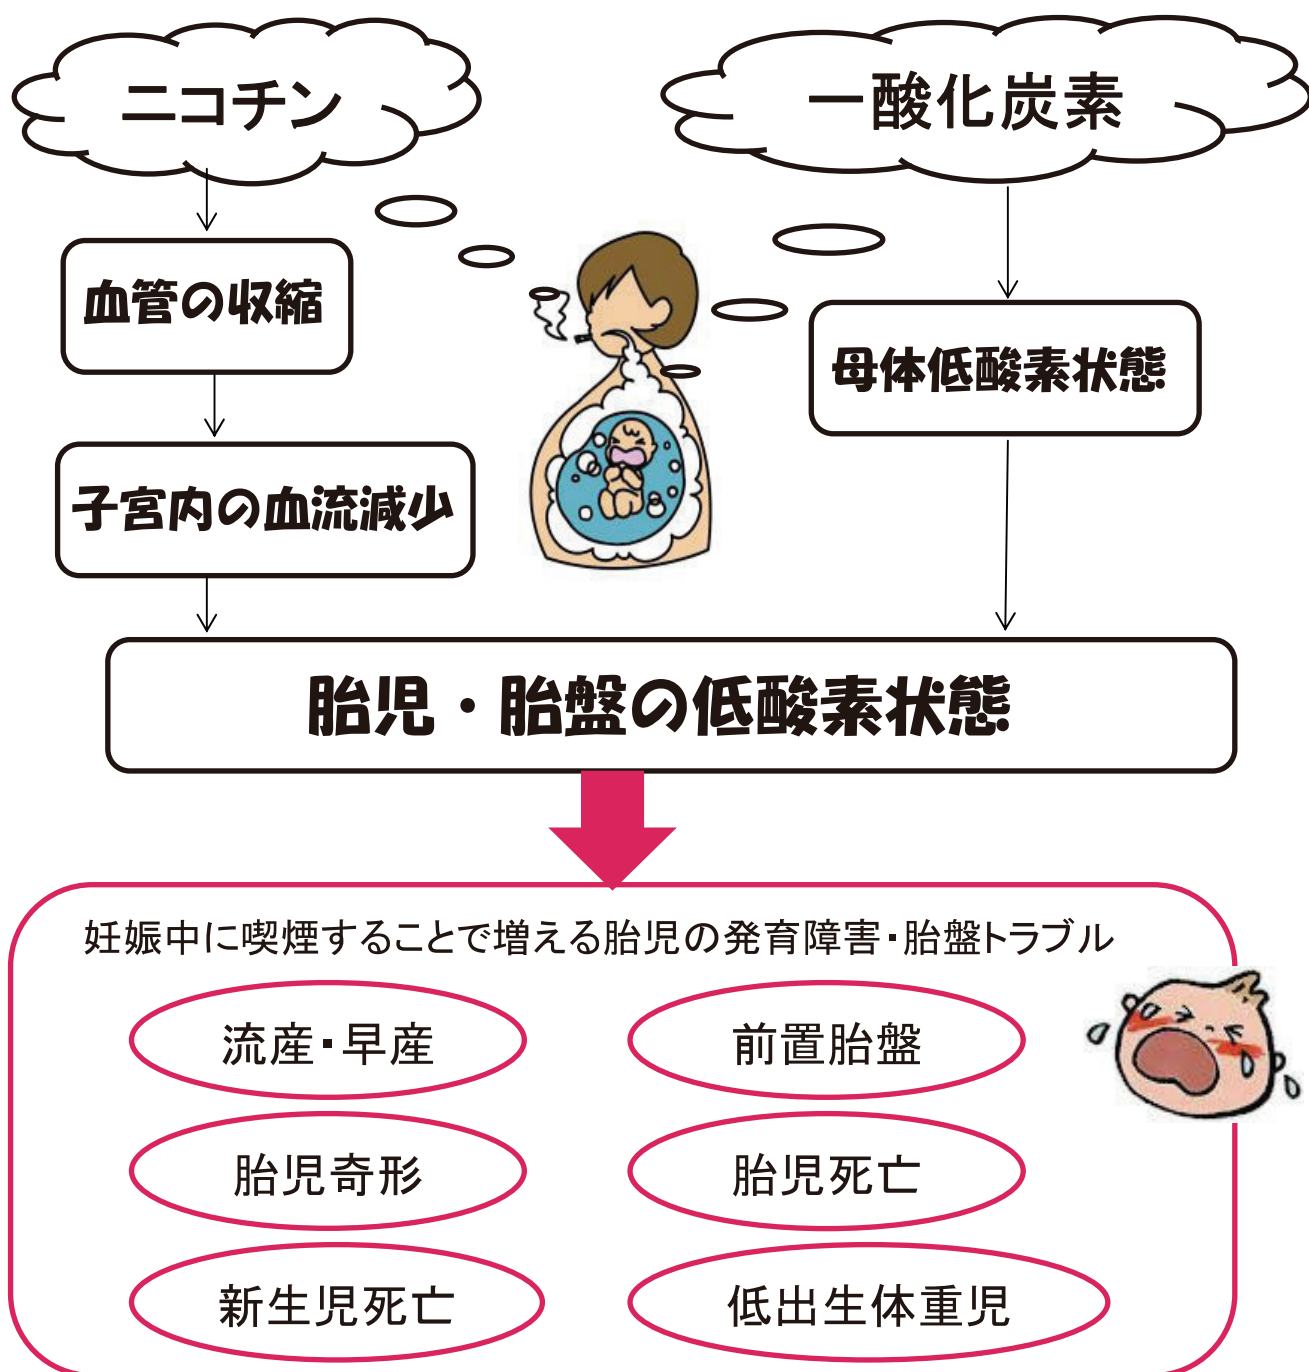 ニコチン
一酸化炭素
血管の収縮
母体低酸素状態
子宮内の血流減少
胎児・胎盤の低酸素状態
妊娠中に喫煙することで増える胎児の発育障害・胎盤トラブル
流産・早産
前置胎盤
胎児奇形
胎児死亡
新生児死亡
低出生体重児